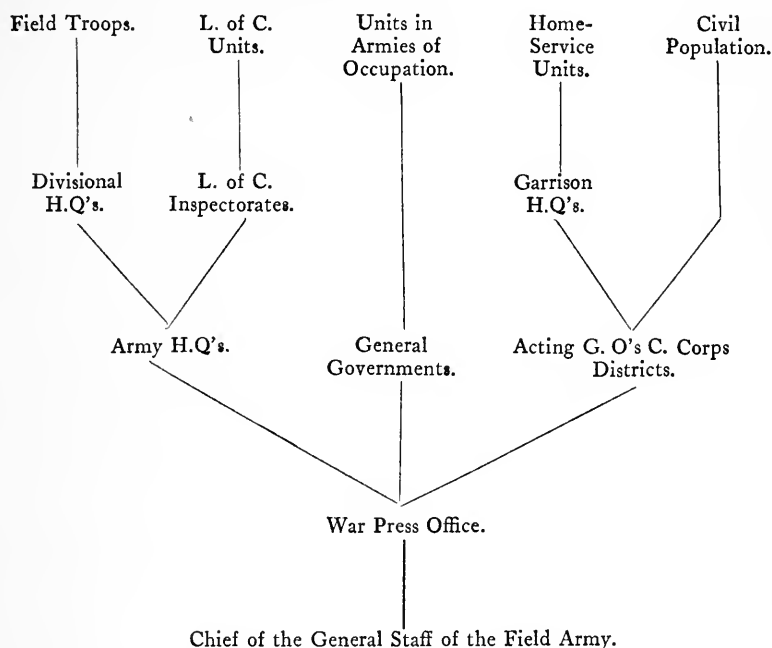 Field Troops.
L. of C.
Units.
Units in
Armies of
Occupation.
Home-
Service
Units.
Civil
Population.
Divisional
H.Q's.
L. of C.
Inspectorates.
Garrison
H.Q's.
Army H.Q's.
General
Governments.
Acting G. O's C. Corps
Districts.
War Press Office.
Chief of the General Staff of the Field Army.